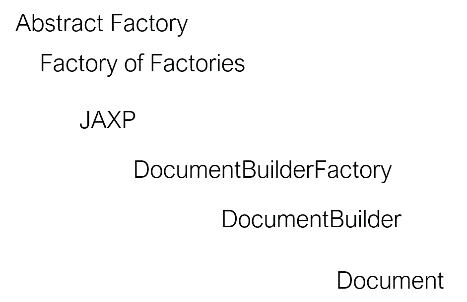 Abstract Factory
Factory of Factories
JAXP
DocumentBuilderFactory
DocumentBuilder
Document